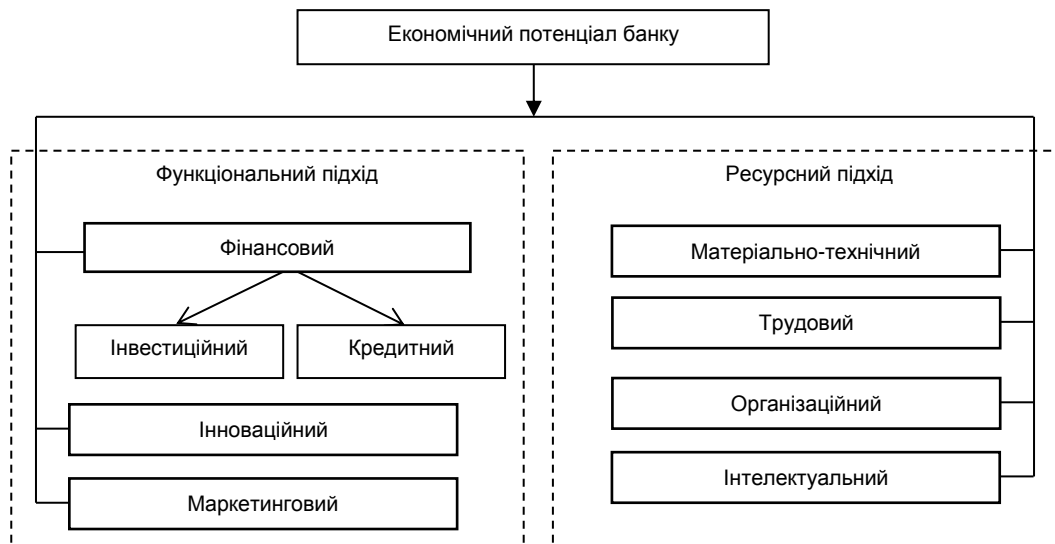 Економічний потенціал банку
Функціональний підхід
Фінансовий
Інвестиційний
Кредитний
Інноваційний
Маркетинговий
Ресурсний підхід
Матеріально-технічний
Трудовий
Організаційний
Інтелектуальний